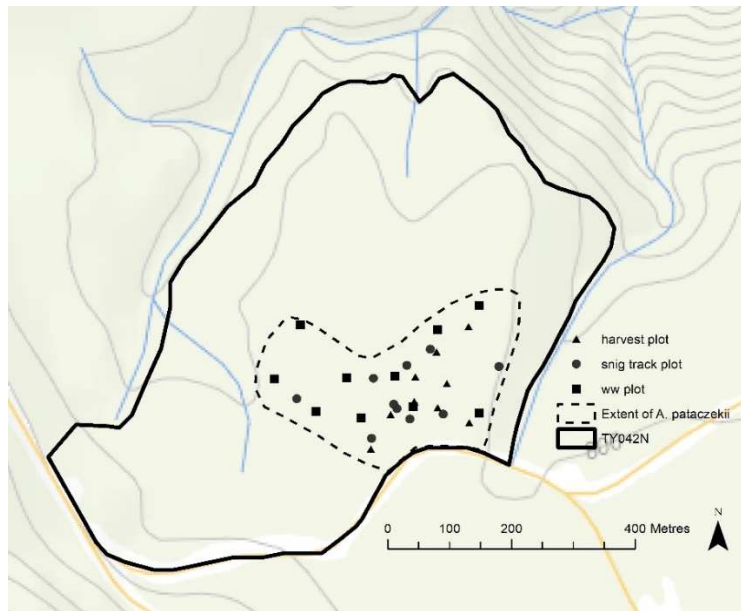 harvest plot
snig track plot
ww plot
Extent of A. pataczekii
TY042N
N
0 100 200 400 Metres